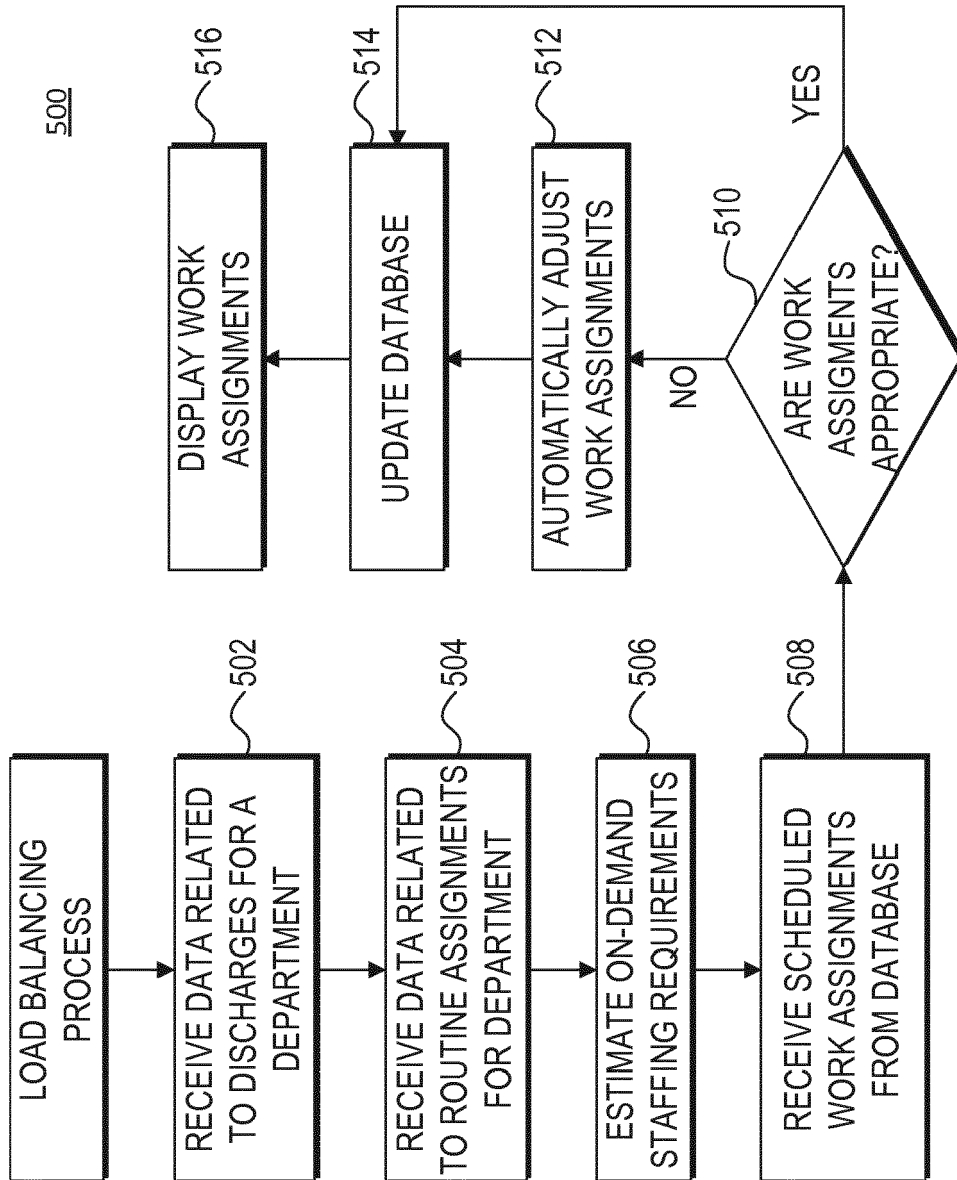 500
LOAD BALANCING
PROCESS
RECEIVE DATA RELATED
TO DISCHARGES FOR A
DEPARTMENT
502
RECEIVE DATA RELATED
TO ROUTINE ASSIGNMENTS
FOR DEPARTMENT
504
ESTIMATE ON-DEMAND
STAFFING REQUIREMENTS
506
RECEIVE SCHEDULED
WORK ASSIGNMENTS
FROM DATABASE
508
ARE WORK
ASSIGMENTS
APPROPRIATE?
510
NO
YES
AUTOMATICALLY ADJUST
WORK ASSIGNMENTS
512
UPDATE DATABASE
514
DISPLAY WORK
ASSIGNMENTS
516